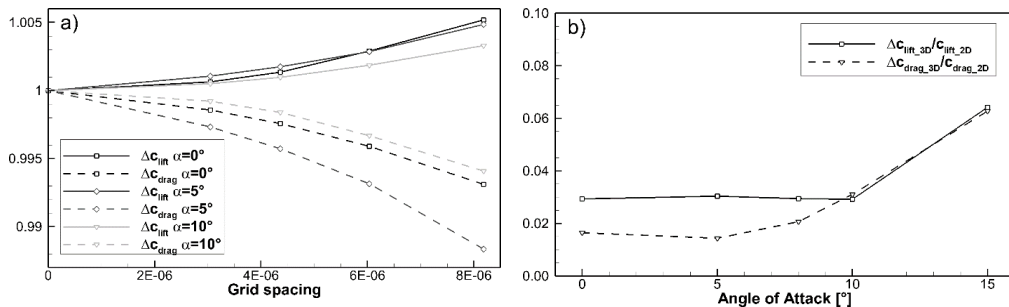 a)
1.005
1
0.995
0.99
Δc_lift α=0°
Δc_drag α=0°
Δc_lift α=5°
Δc_drag α=5°
Δc_lift α=10°
Δc_drag α=10°
0 2E-06 4E-06 6E-06 8E-06
Grid spacing
b)
0.10
0.08
0.06
0.04
0.02
0.00
Δc_lift_3D/c_lift_2D
Δc_drag_3D/c_drag_2D
0 5 10 15
Angle of Attack [°]